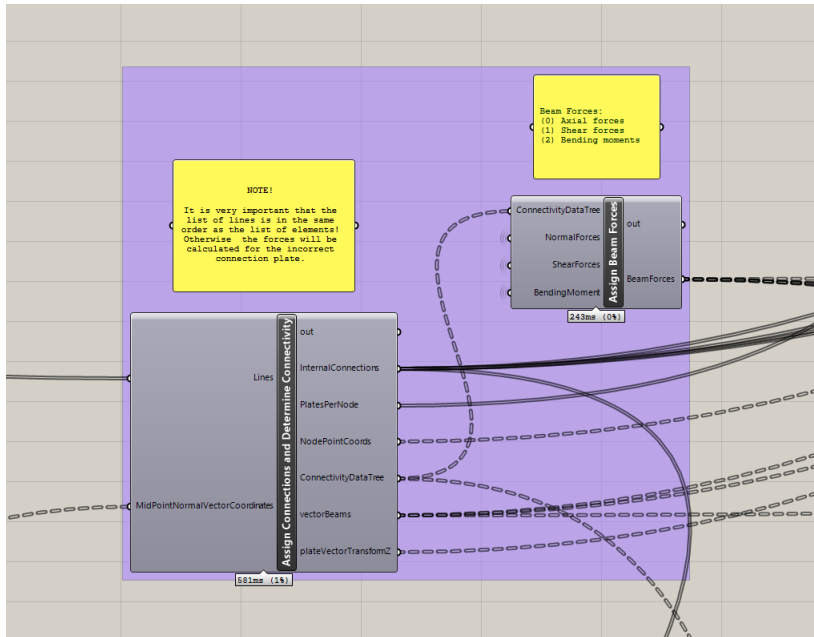 Beam Forces:
(0) Axial forces
(1) Shear forces
(2) Bending moments
NOTE!
It is very important that the
list of lines is in the same
order as the list of elements!
Otherwise the forces will be
calculated for the incorrect
connection plate.
ConnectivityDataTree
NormalForces
ShearForces
BendingMoment
Assign Beam Forces
out
BeamForces
243ms (0%)
Lines
MidPointNormalVectorCoordinates
Assign Connections and Determine Connectivity
out
InternalConnections
PlatesPerNode
NodePointCoords
ConnectivityDataTree
vectorBeams
plateVectorTransformZ
581ms (1%)